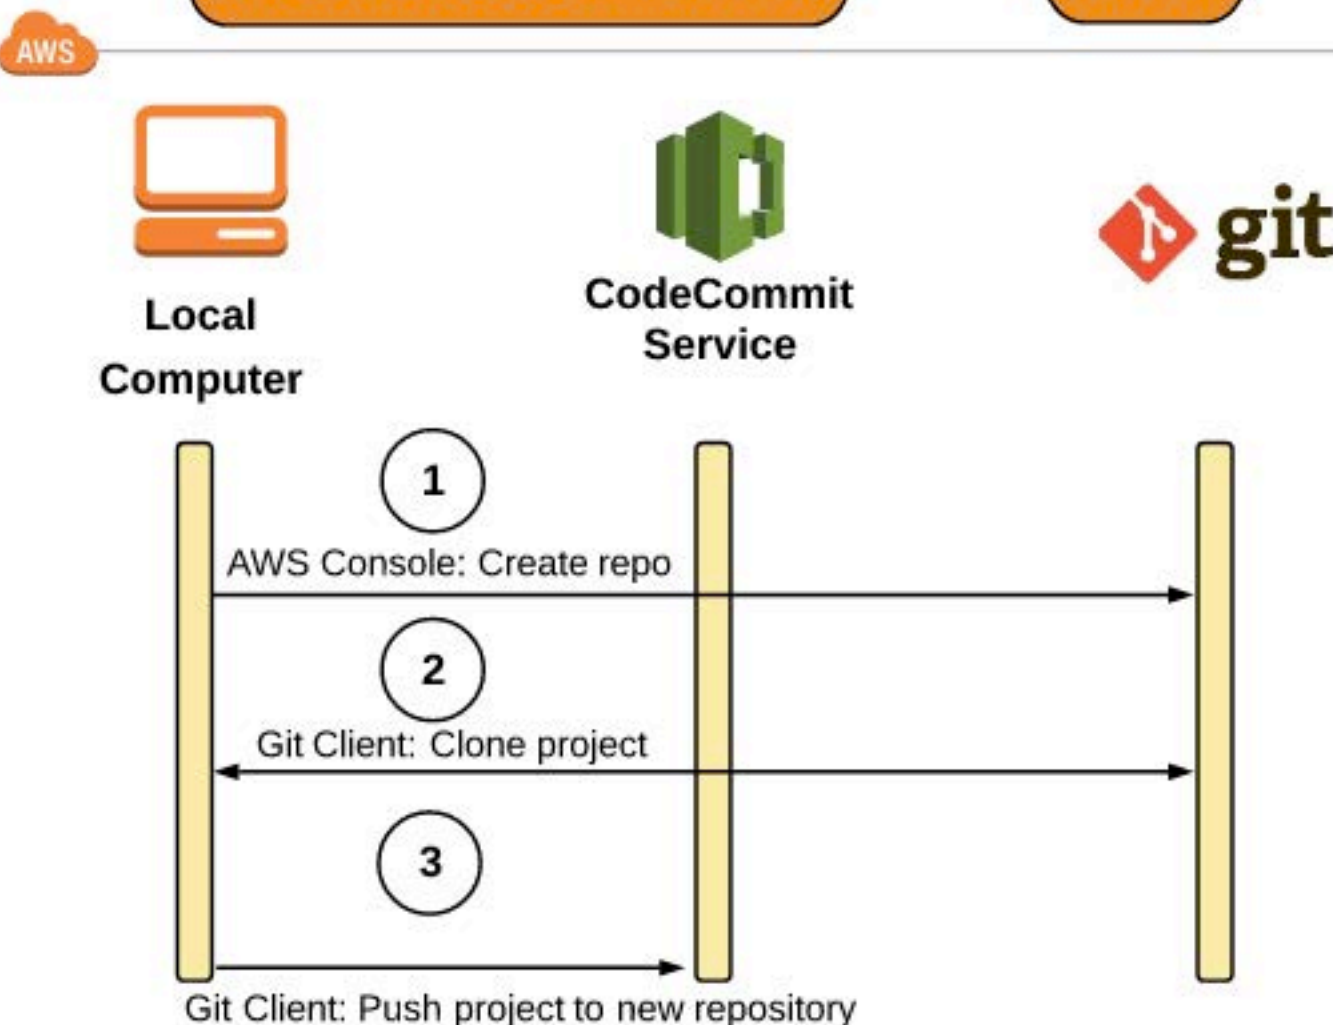 AWS
git
CodeCommit
Service
Local
Computer
1
AWS Console: Create repo
2
Git Client: Clone project
3
Git Client: Push project to new repository